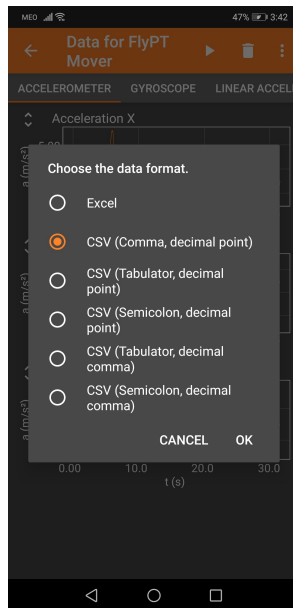 MEO 47% 3:42
Data for FlyPT
Mover
ACCELEROMETER GYROSCOPE LINEAR ACCEL
Acceleration X
5.00
a (m/s²)
Choose the data format.
Excel
CSV (Comma, decimal point)
CSV (Tabulator, decimal
point)
a (m/s²)
CSV (Semicolon, decimal
point)
CSV (Tabulator, decimal
comma)
CSV (Semicolon, decimal
comma)
a (m/s²)
CANCEL OK
0.00 10.0 20.0 30.0
t (s)